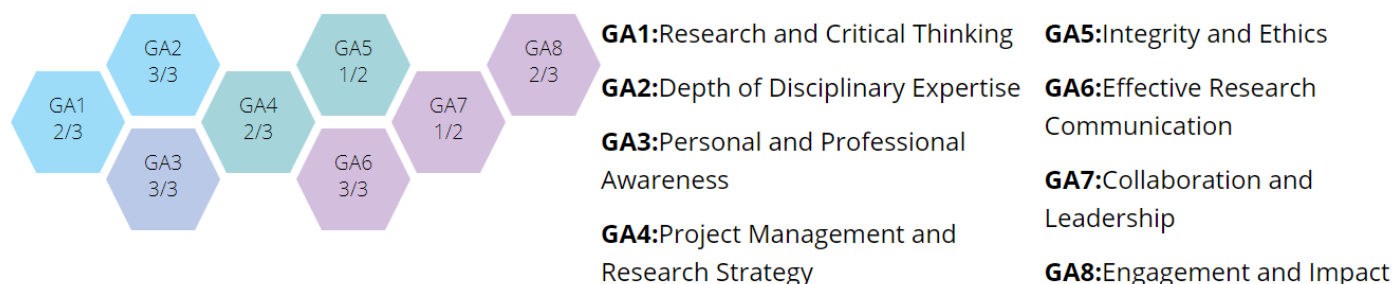 GA1
2/3
GA2
3/3
GA3
3/3
GA4
2/3
GA5
1/2
GA6
3/3
GA7
1/2
GA8
2/3
GA1:Research and Critical Thinking
GA2:Depth of Disciplinary Expertise
GA3:Personal and Professional
Awareness
GA4:Project Management and
Research Strategy
GA5:Integrity and Ethics
GA6:Effective Research
Communication
GA7:Collaboration and
Leadership
GA8:Engagement and Impact